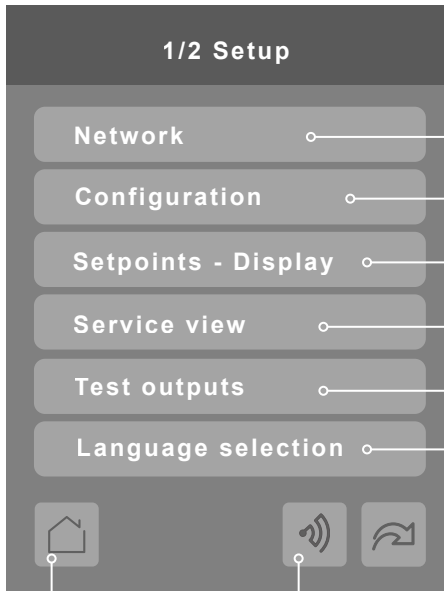 1/2 Setup
Network
Configuration
Setpoints - Display
Service view
Test outputs
Language selection